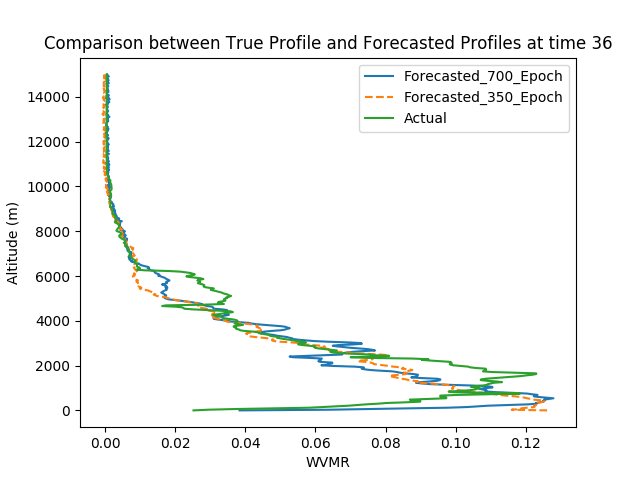 Comparison between True Profile and Forecasted Profiles at time 36
Forecasted_700_Epoch
Forecasted_350_Epoch
Actual
14000
12000
10000
8000
6000
4000
2000
0
Altitude (m)
0.00 0.02 0.04 0.06 0.08 0.10 0.12
WVMR